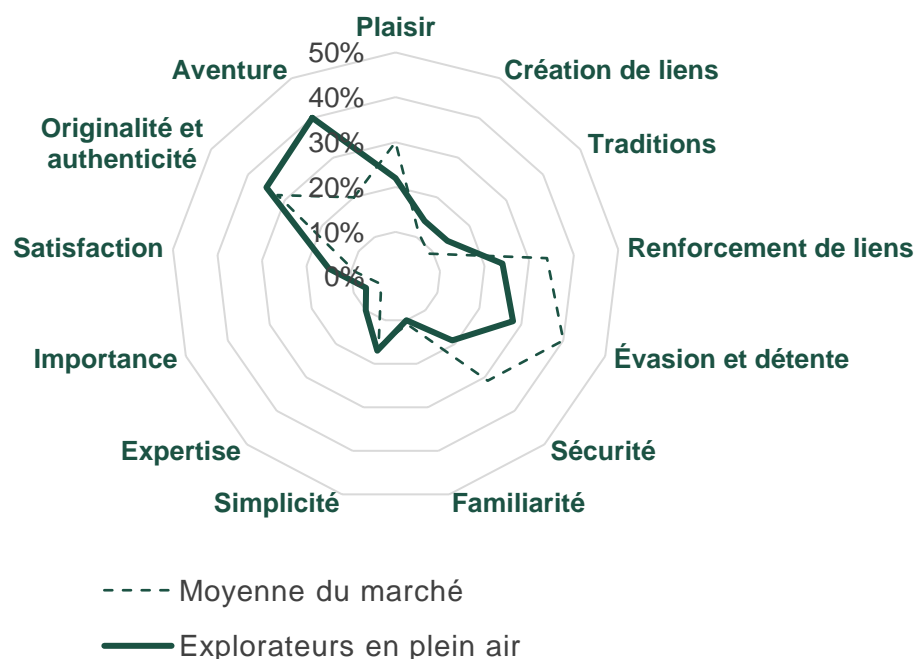 Plaisir
50%
40%
30%
20%
10%
0%
Création de liens
Traditions
Renforcement de liens
Évasion et détente
Sécurité
Familiarité
Simplicité
Expertise
Importance
Satisfaction
Originalité et
authenticité
Aventure
Moyenne du marché
Explorateurs en plein air